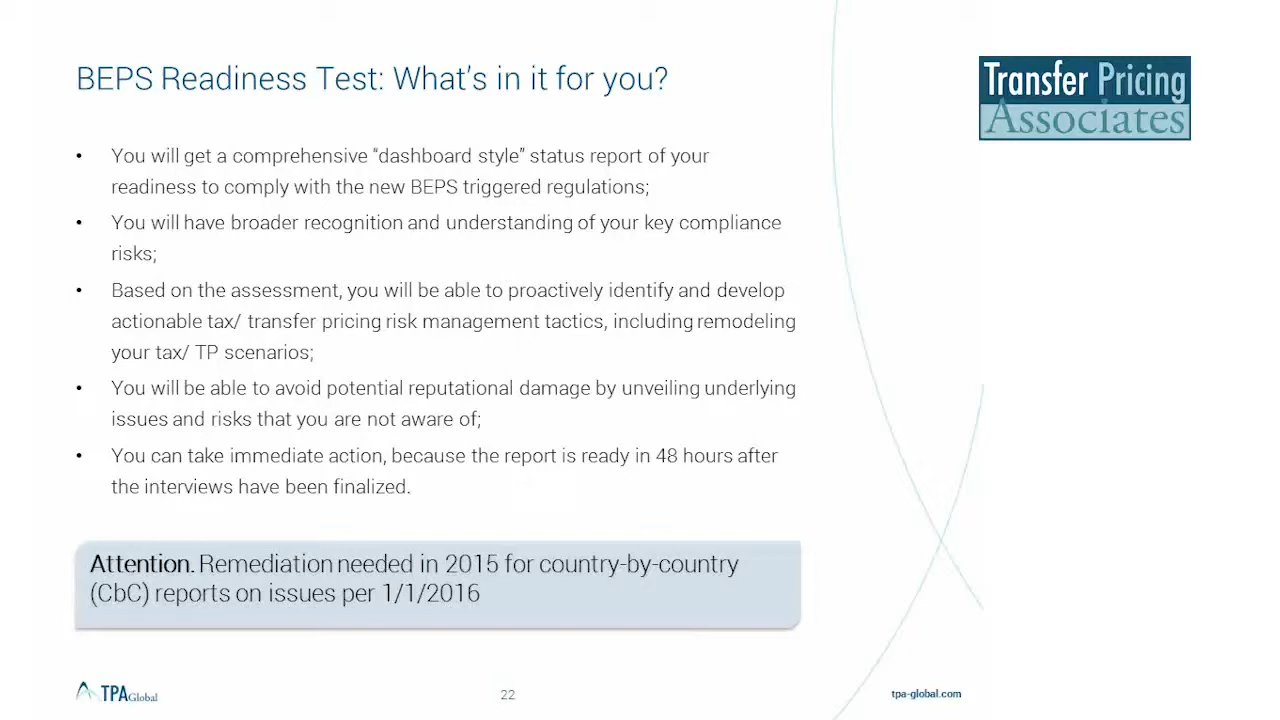 BEPS Readiness Test: What's in it for you?
Transfer Pricing
Associates
• You will get a comprehensive “dashboard style” status report of your
readiness to comply with the new BEPS triggered regulations;
• You will have broader recognition and understanding of your key compliance
risks;
• Based on the assessment, you will be able to proactively identify and develop
actionable tax/ transfer pricing risk management tactics, including remodeling
your tax/ TP scenarios;
• You will be able to avoid potential reputational damage by unveiling underlying
issues and risks that you are not aware of;
• You can take immediate action, because the report is ready in 48 hours after
the interviews have been finalized.
Attention. Remediation needed in 2015 for country-by-country
(CbC) reports on issues per 1/1/2016
TPA Global
22
tpa-global.com